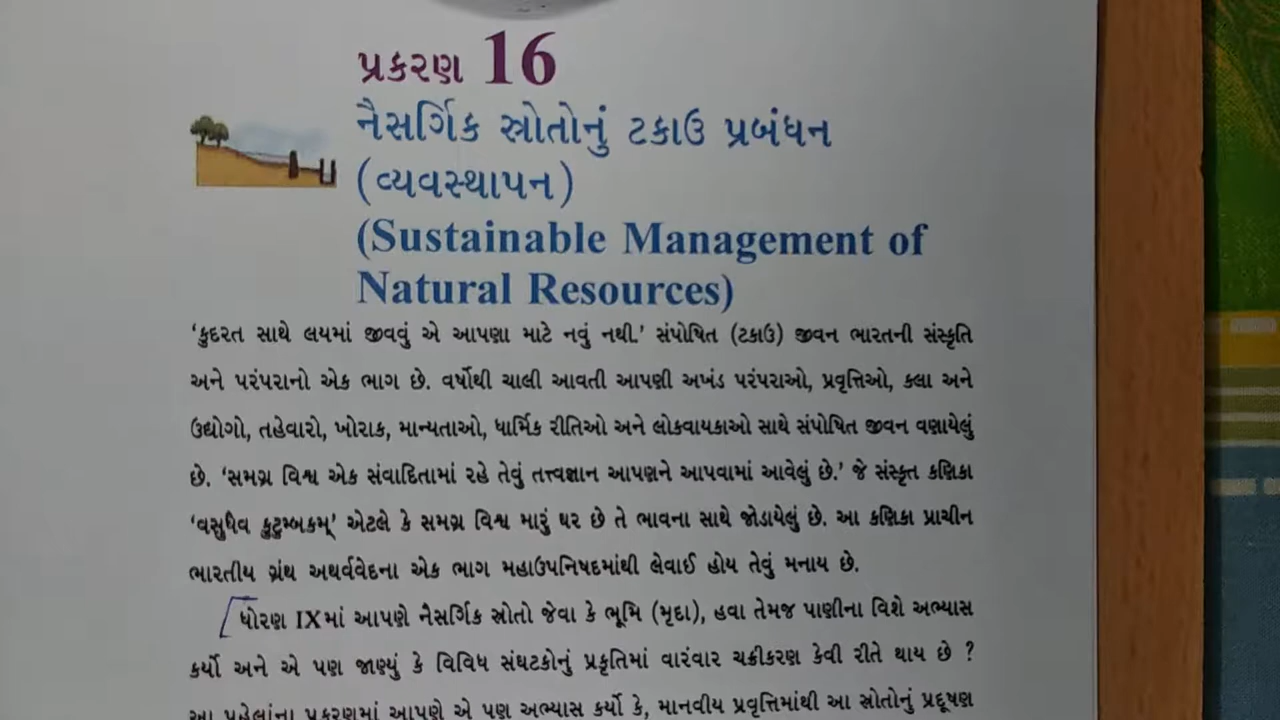 પ્રકરણ 16
નૈસર્ગિક સ્રોતોનું ટકાઉ પ્રબંધન
(વ્યવસ્થાપન)
(Sustainable Management of
Natural Resources)
‘કુદરત સાથે લયમાં જીવવું એ આપણા માટે નવું નથી.’ સંપોષિત (ટકાઉ) જીવન ભારતની સંસ્કૃતિ
અને પરંપરાનો એક ભાગ છે. વર્ષોથી ચાલી આવતી આપણી અખંડ પરંપરાઓ, પ્રવૃત્તિઓ, ક્લા અને
ઉદ્યોગો, તહેવારો, ખોરાક, માન્યતાઓ, ધાર્મિક રીતિઓ અને લોકવાયકાઓ સાથે સંપોષિત જીવન વણાયેલું
છે. ‘સમગ્ર વિશ્વ એક સંવાદિતામાં રહે તેવું તત્ત્વજ્ઞાન આપણને આપવામાં આવેલું છે.’ જે સંસ્કૃત કણિકા
‘વસુધૈવ કુટુમ્બકમ્’ એટલે કે સમગ્ર વિશ્વ મારું ઘર છે તે ભાવના સાથે જોડાયેલું છે. આ કણિકા પ્રાચીન
ભારતીય ગ્રંથ અથર્વવેદના એક ભાગ મહાઉપનિષદમાંથી લેવાઈ હોય તેવું મનાય છે.
ધોરણ IXમાં આપણે નૈસર્ગિક સ્રોતો જેવા કે ભૂમિ (મૃદા), હવા તેમજ પાણીના વિશે અભ્યાસ
કર્યો અને એ પણ જાણ્યું કે વિવિધ સંઘટકોનું પ્રકૃતિમાં વારંવાર ચક્રીકરણ કેવી રીતે થાય છે ?
આ પહેલાંના પ્રકરણમાં આપણે એ પણ અભ્યાસ કર્યો કે, માનવીય પ્રવૃત્તિમાંથી આ સ્રોતોનું પ્રદૂષણ